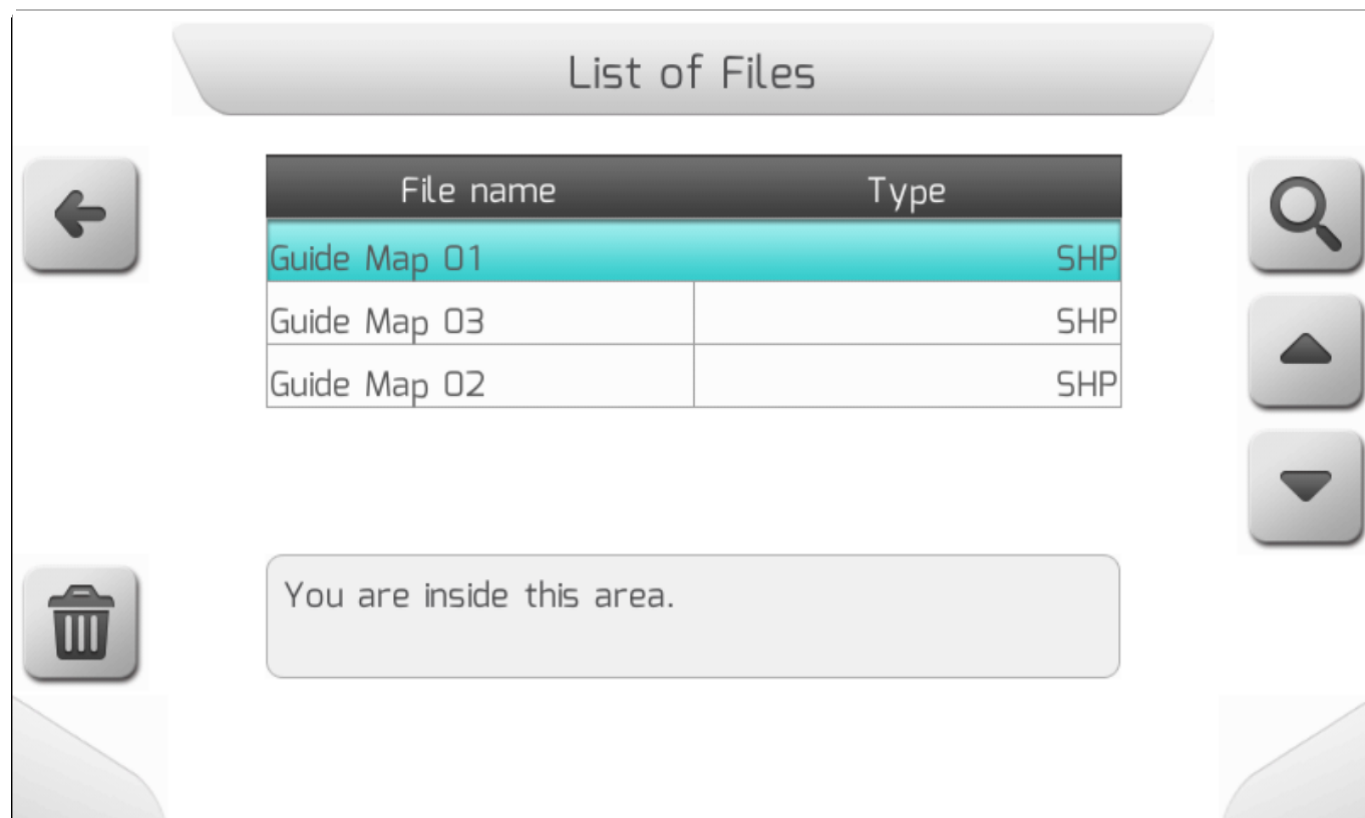 List of Files
File name Type
Guide Map 01 SHP
Guide Map 03 SHP
Guide Map 02 SHP
You are inside this area.